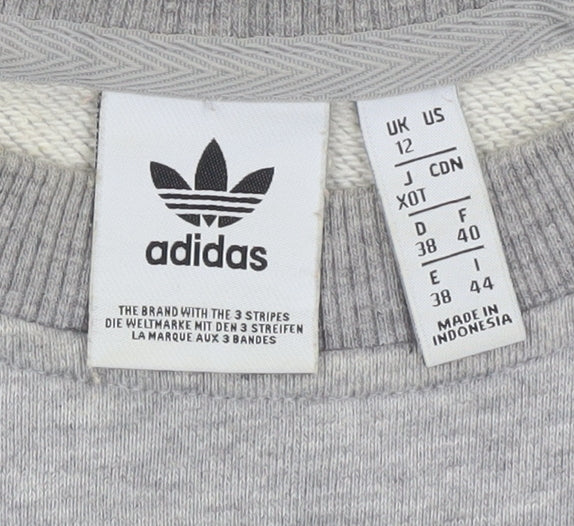 adidas
THE BRAND WITH THE 3 STRIPES
DIE WELTMARKE MIT DEN 3 STREIFEN
LA MARQUE AUX 3 BANDES
UK US
12
J CDN
XOT
D F
38 40
E I
38 44
MADE IN
INDONESIA